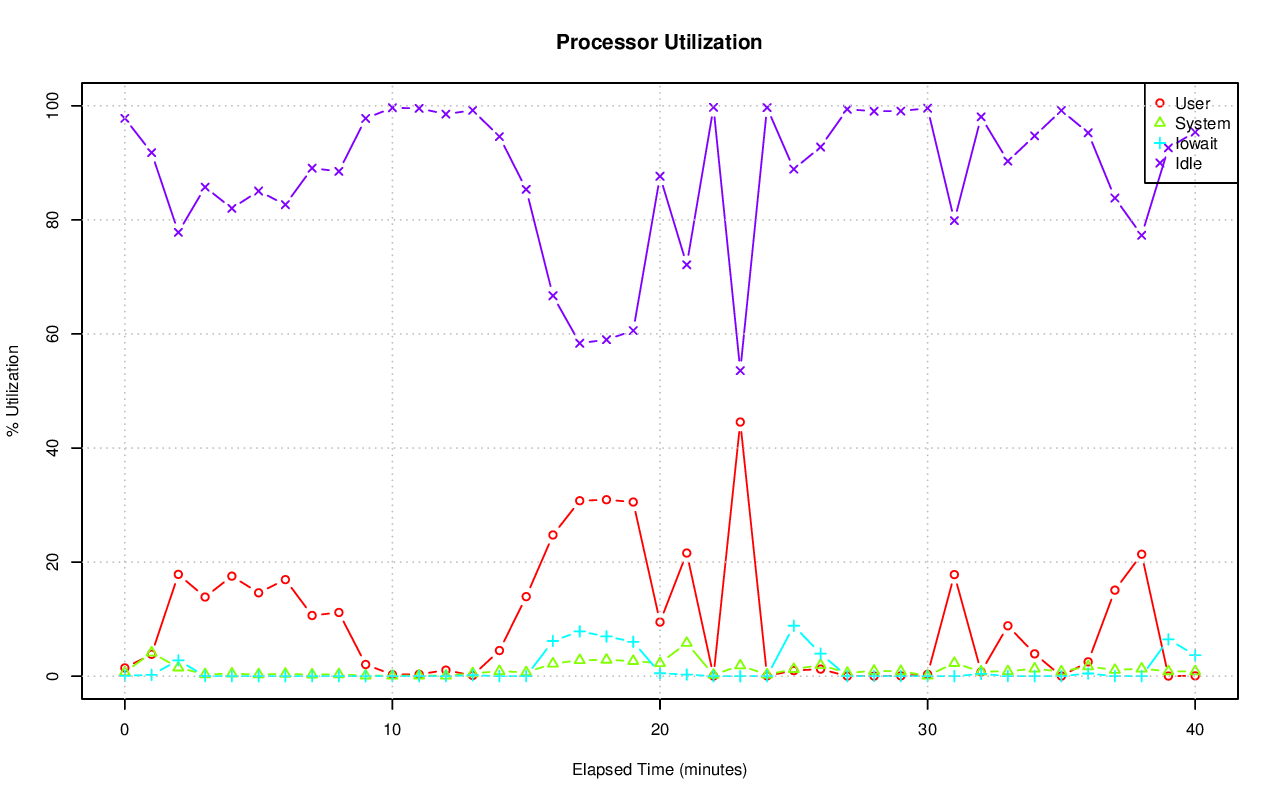 Processor Utilization
% Utilization
100
80
60
40
20
0
User
System
Iowait
Idle
0 10 20 30 40
Elapsed Time (minutes)